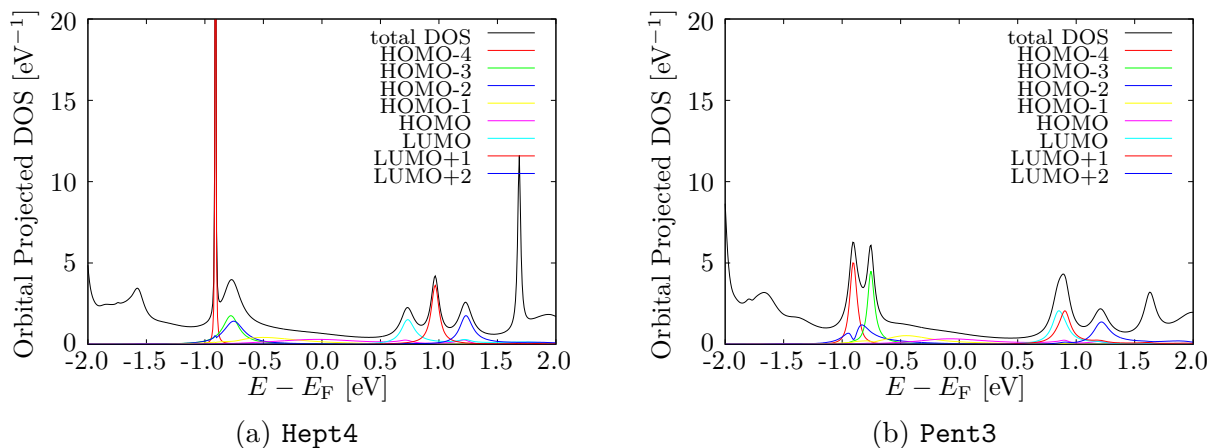 Orbital Projected DOS [eV⁻¹]
20
15
10
5
0
-2.0 -1.5 -1.0 -0.5 0.0 0.5 1.0 1.5 2.0
E − E_F [eV]
total DOS
HOMO-4
HOMO-3
HOMO-2
HOMO-1
HOMO
LUMO
LUMO+1
LUMO+2
(a) Hept4
Orbital Projected DOS [eV⁻¹]
20
15
10
5
0
-2.0 -1.5 -1.0 -0.5 0.0 0.5 1.0 1.5 2.0
E − E_F [eV]
total DOS
HOMO-4
HOMO-3
HOMO-2
HOMO-1
HOMO
LUMO
LUMO+1
LUMO+2
(b) Pent3